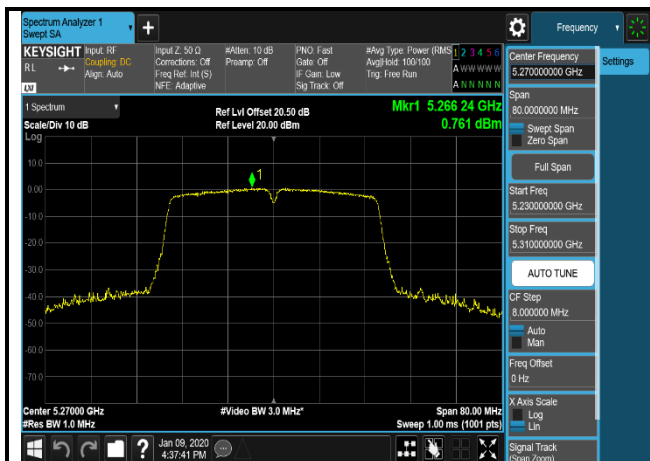 Spectrum Analyzer 1
Swept SA
+
Frequency
KEYSIGHT
RL
LXI
Input: RF
Coupling: DC
Align: Auto
Input Z: 50 Ω
Corrections: Off
Freq Ref: Int (S)
NFE: Adaptive
#Atten: 10 dB
Preamp: Off
PNO: Fast
Gate: Off
IF Gain: Low
Sig Track: Off
#Avg Type: Power (RMS
Avg|Hold: 100/100
Trig: Free Run
1 2 3 4 5 6
A W W W W W
A N N N N N
1 Spectrum
Scale/Div 10 dB
Ref Lvl Offset 20.50 dB
Ref Level 20.00 dBm
Mkr1 5.266 24 GHz
0.761 dBm
Log
10.0
0.00
-10.0
-20.0
-30.0
-40.0
-50.0
-60.0
-70.0
1
Center 5.27000 GHz
#Res BW 1.0 MHz
#Video BW 3.0 MHz*
Span 80.00 MHz
Sweep 1.00 ms (1001 pts)
?
Jan 09, 2020
4:37:41 PM
Center Frequency
5.270000000 GHz
Settings
Span
80.0000000 MHz
Swept Span
Zero Span
Full Span
Start Freq
5.230000000 GHz
Stop Freq
5.310000000 GHz
AUTO TUNE
CF Step
8.000000 MHz
Auto
Man
Freq Offset
0 Hz
X Axis Scale
Log
Lin
Signal Track
(Span Zoom)